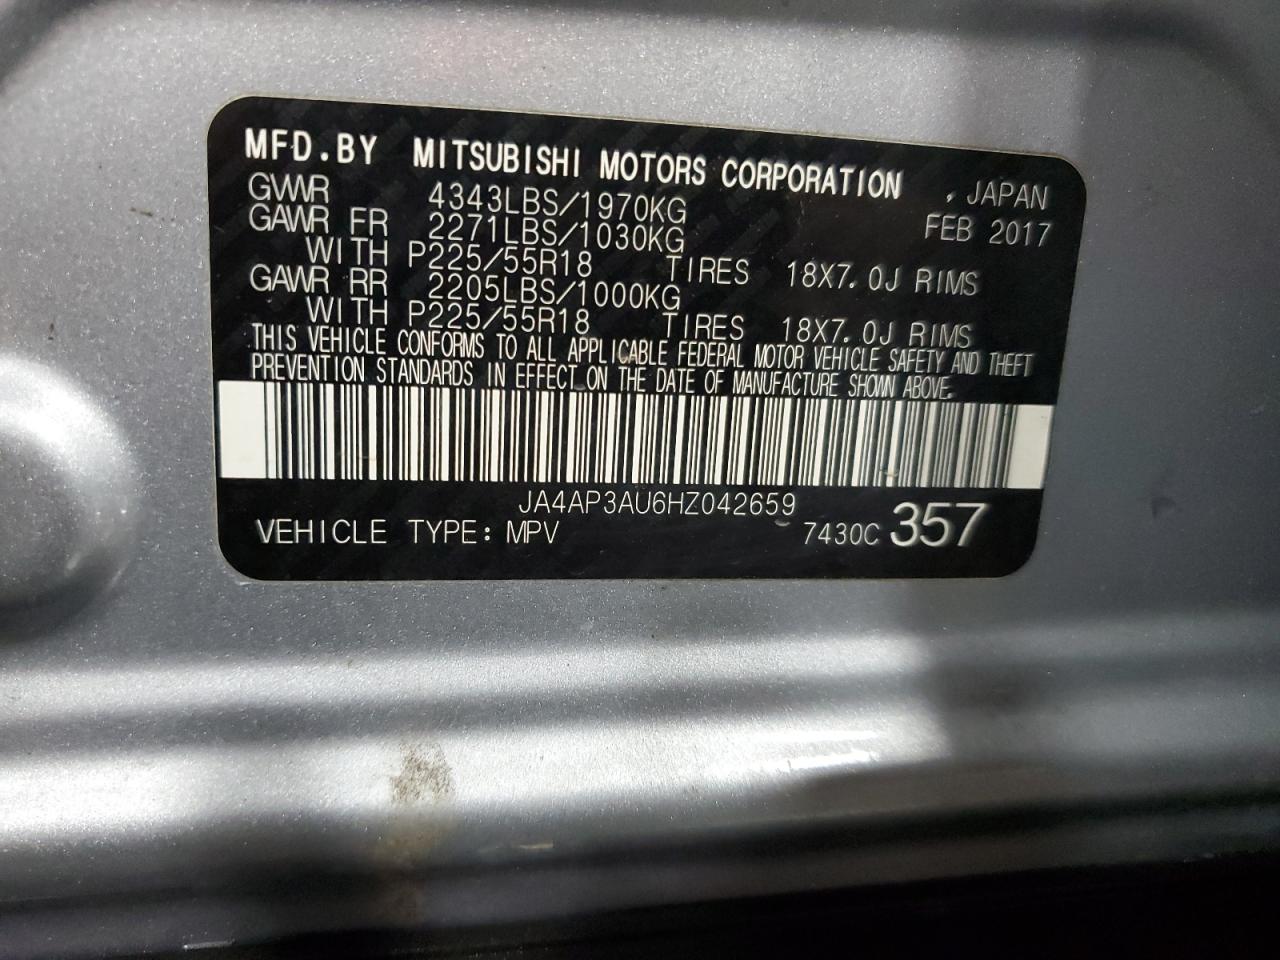 MFD.BY MITSUBISHI MOTORS CORPORATION , JAPAN
GVWR 4343LBS/1970KG FEB 2017
GAWR FR 2271LBS/1030KG
WITH P225/55R18 TIRES 18X7.0J RIMS
GAWR RR 2205LBS/1000KG
WITH P225/55R18 TIRES 18X7.0J RIMS
THIS VEHICLE CONFORMS TO ALL APPLICABLE FEDERAL MOTOR VEHICLE SAFETY AND THEFT
PREVENTION STANDARDS IN EFFECT ON THE DATE OF MANUFACTURE SHOWN ABOVE.
JA4AP3AU6HZ042659
VEHICLE TYPE: MPV 7430C 357